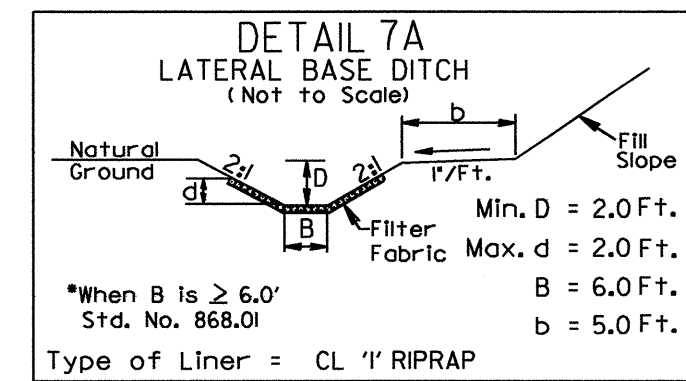 DETAIL 7A
LATERAL BASE DITCH
(Not to Scale)
b
Natural
Ground
2:1
D
2:1
1"/Ft.
Fill
Slope
d
B
Filter
Fabric
Min. D = 2.0 Ft.
Max. d = 2.0 Ft.
B = 6.0 Ft.
b = 5.0 Ft.
*When B is ≥ 6.0'
Std. No. 868.01
Type of Liner = CL 'I' RIPRAP